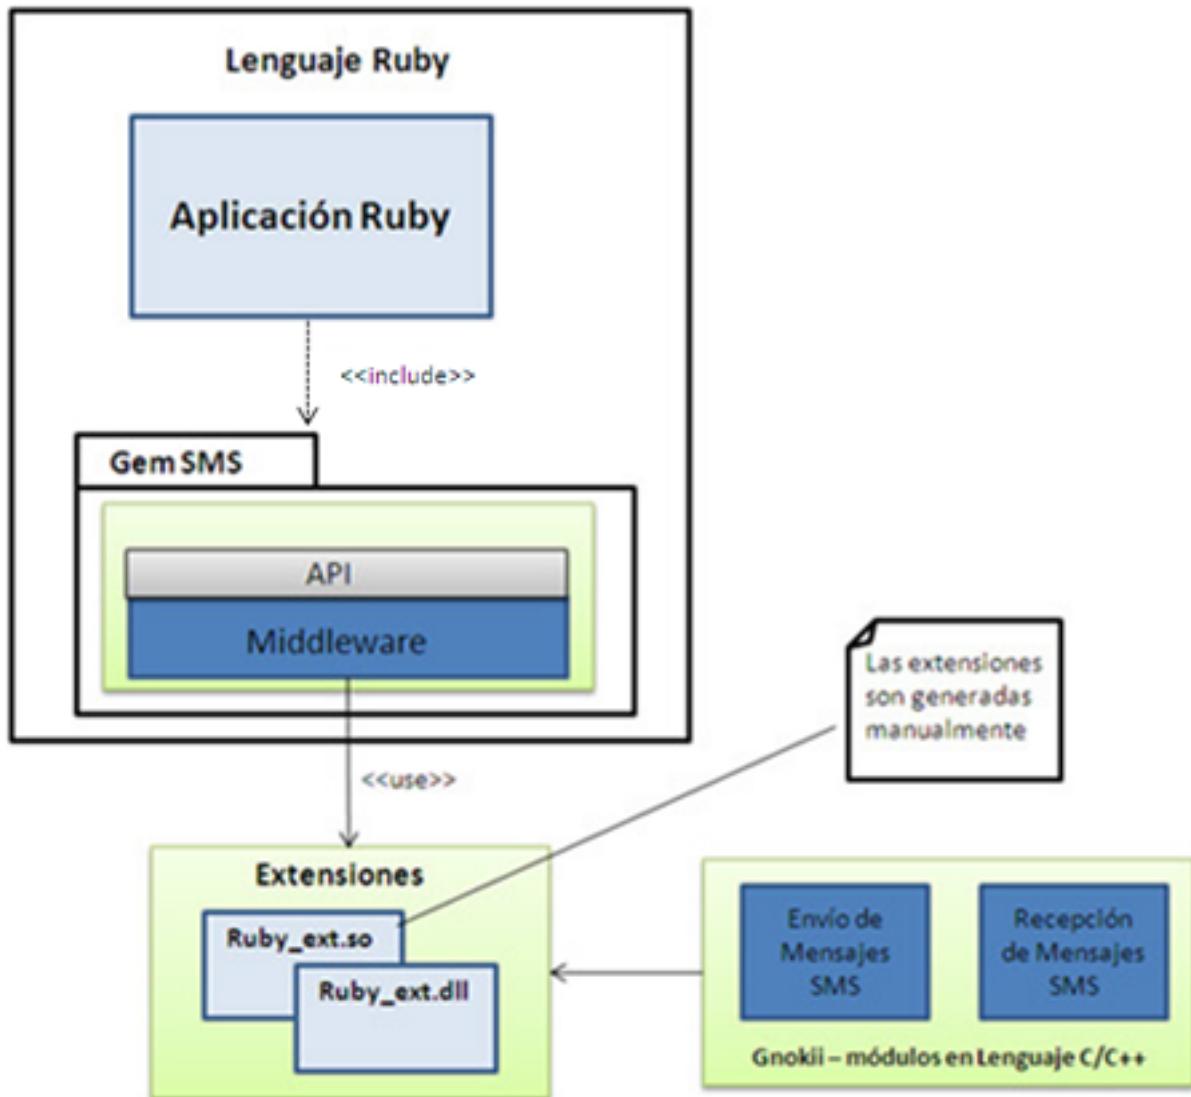 Lenguaje Ruby
Aplicación Ruby
<<include>>
Gem SMS
API
Middleware
Las extensiones
son generadas
manualmente
<<use>>
Extensiones
Ruby_ext.so
Ruby_ext.dll
Envío de
Mensajes
SMS
Recepción
de Mensajes
SMS
Gnokii – módulos en Lenguaje C/C++